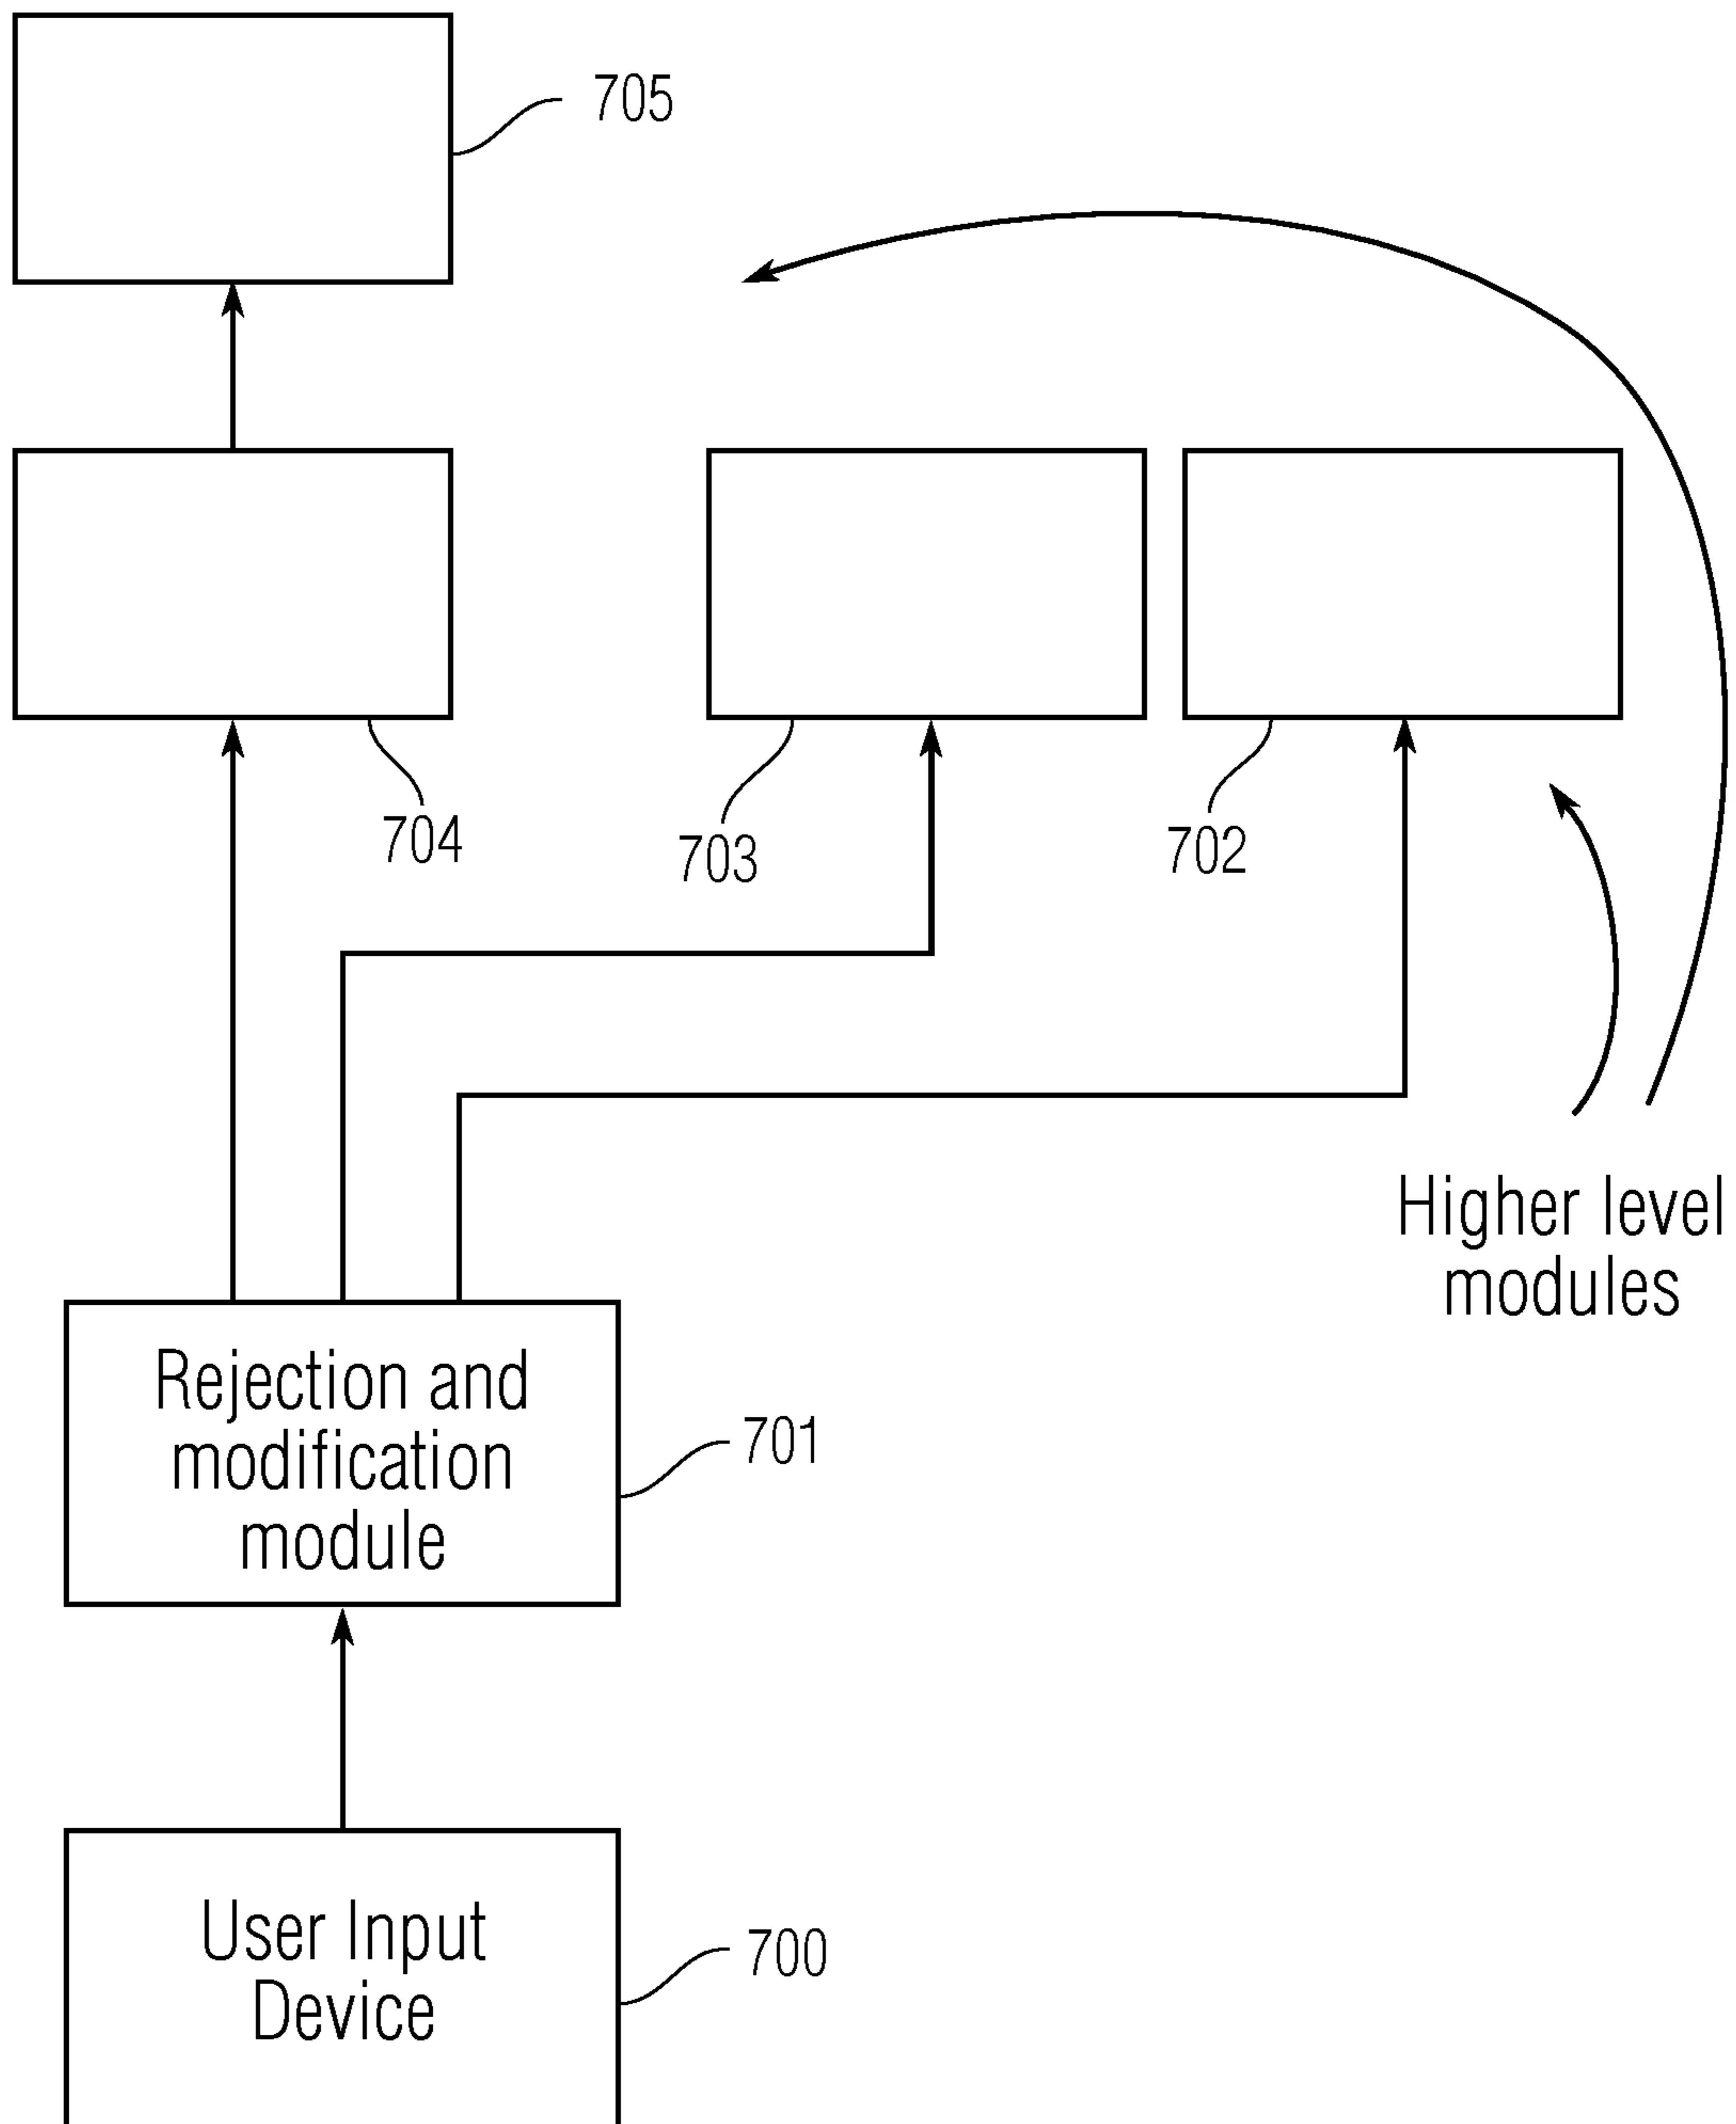 705
704
703
702
Higher level
modules
Rejection and
modification
module
701
User Input
Device
700